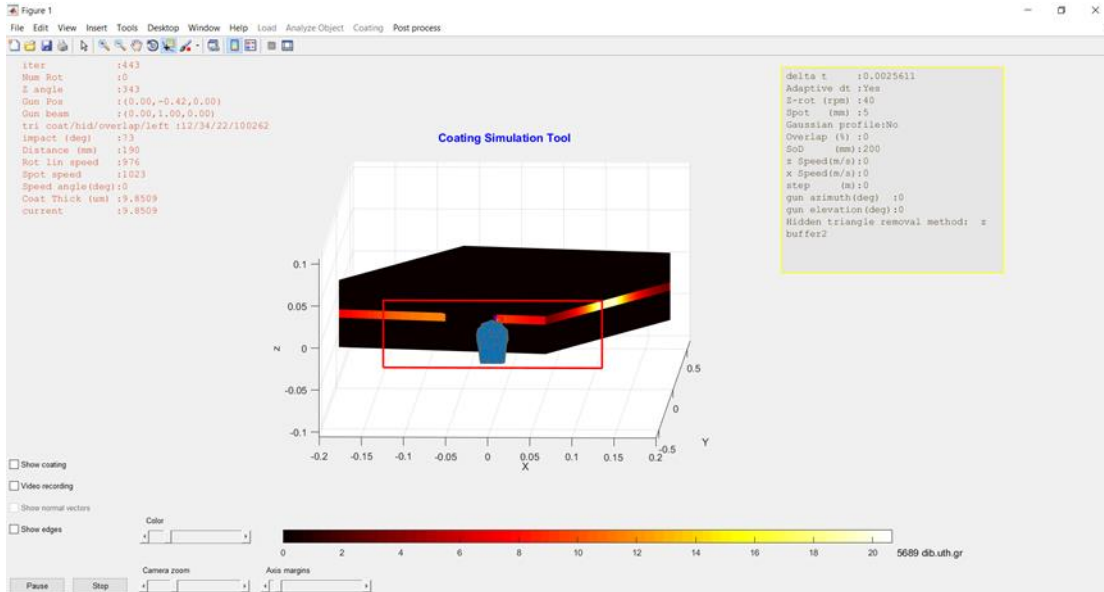 Figure 1
File Edit View Insert Tools Desktop Window Help Load Analyze Object Coating Post process
iter :443
Num Rot :0
Z angle :343
Gun Pos :(0.00,-0.42,0.00)
Gun beam :(0.00,1.00,0.00)
tri coat/hid/overlap/left :12/34/22/100262
impact (deg) :73
Distance (mm) :190
Rot lin speed :976
Spot speed :1023
Speed angle(deg):0
Coat Thick (um) :9.8509
current :9.8509
delta t :0.0025611
Adaptive dt :Yes
Z-rot (rpm) :40
Spot (mm) :5
Gaussian profile:No
Overlap (%) :0
SoD (mm):200
z Speed(m/s):0
x Speed(m/s):0
step (m):0
gun azimuth(deg) :0
gun elevation(deg):0
Hidden triangle removal method: z
buffer2
Coating Simulation Tool
0.1
0.05
z 0
-0.05
-0.1
-0.2 -0.15 -0.1 -0.05 0 0.05 0.1 0.15 0.2
X
-0.5
0
0.5
Y
Show coating
Video recording
Show normal vectors
Show edges
Color
0 2 4 6 8 10 12 14 16 18 20 5689 dib.uth.gr
Camera zoom Axis margins
Pause Stop